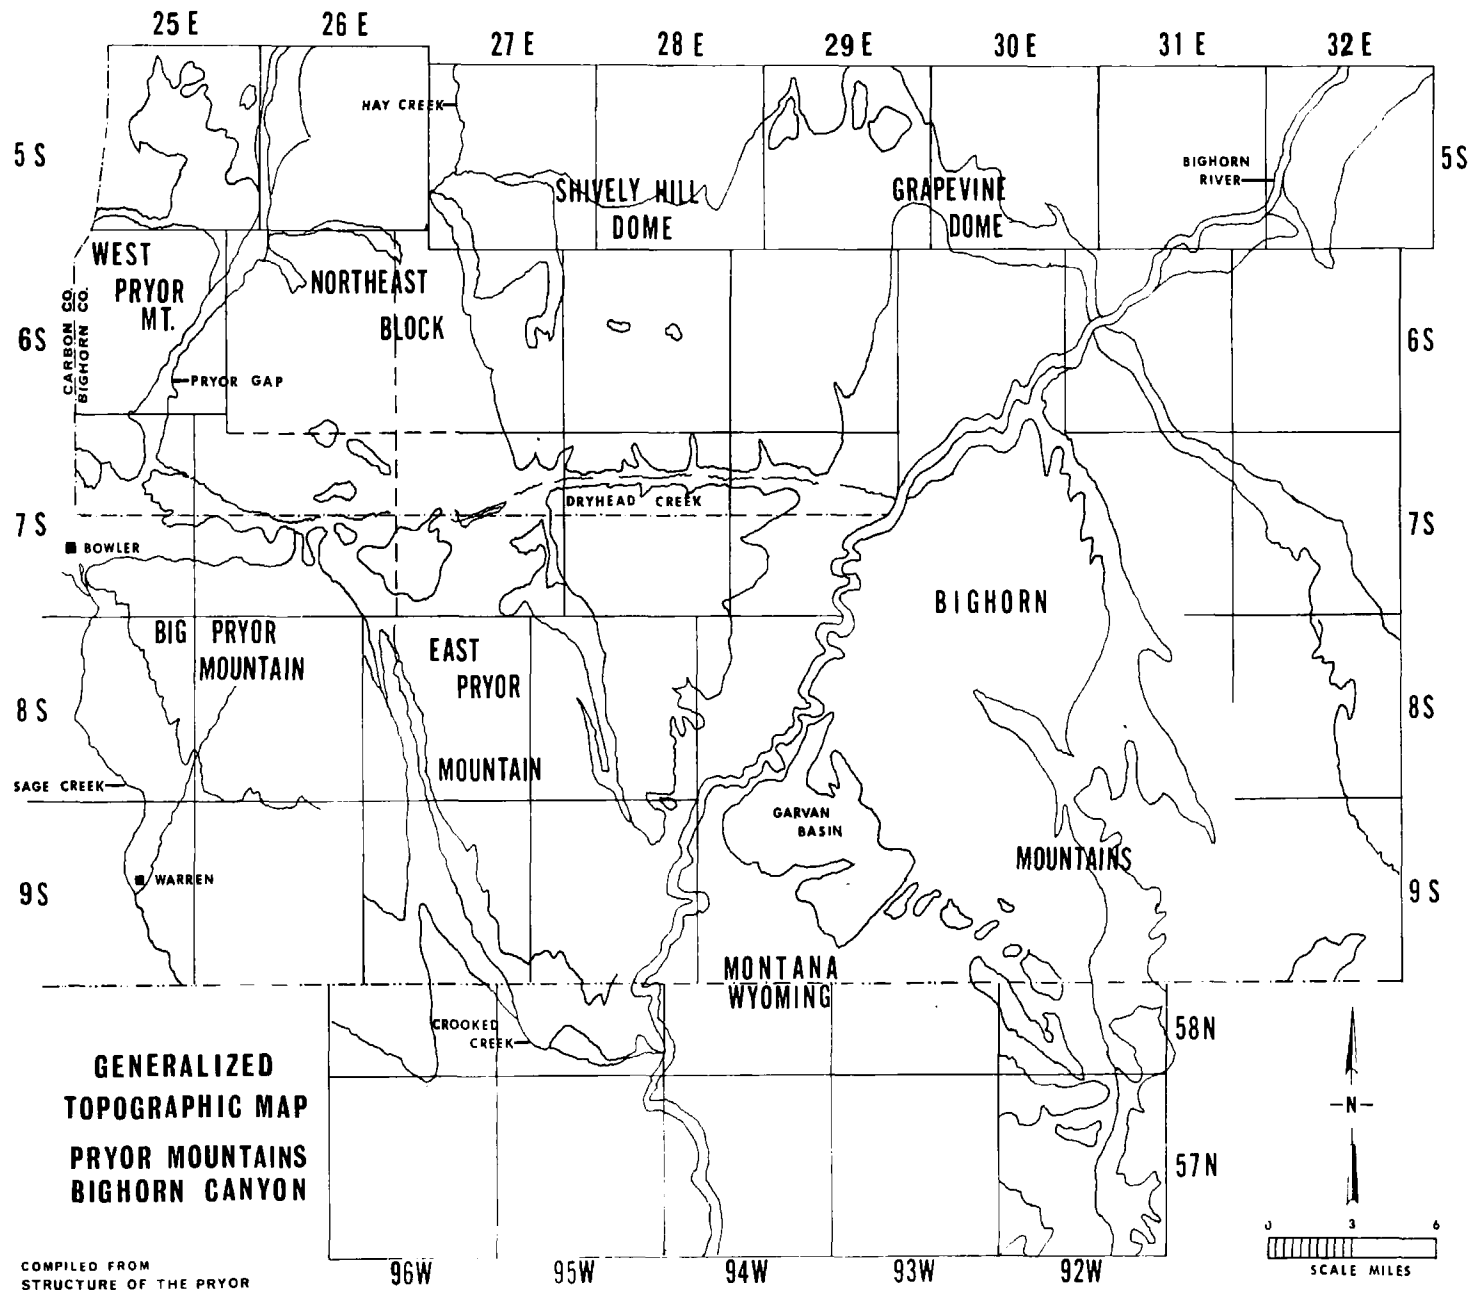 25 E 26 E 27 E 28 E 29 E 30 E 31 E 32 E
HAY CREEK
5 S
5 S
BIGHORN
RIVER
SHIVELY HILL
DOME
GRAPEVINE
DOME
WEST
PRYOR
MT.
NORTHEAST
BLOCK
CARBON CO.
BIGHORN CO.
6S
6S
PRYOR GAP
DRYHEAD CREEK
7S
7S
BOWLER
BIGHORN
BIG PRYOR
MOUNTAIN
EAST
PRYOR
MOUNTAIN
8 S
8 S
SAGE CREEK
GARVAN
BASIN
MOUNTAINS
WARREN
9S
9 S
MONTANA
WYOMING
CROOKED
CREEK
58N
GENERALIZED
TOPOGRAPHIC MAP
PRYOR MOUNTAINS
BIGHORN CANYON
N
57N
0 3 6
SCALE MILES
COMPILED FROM
STRUCTURE OF THE PRYOR
96W 95W 94W 93W 92W